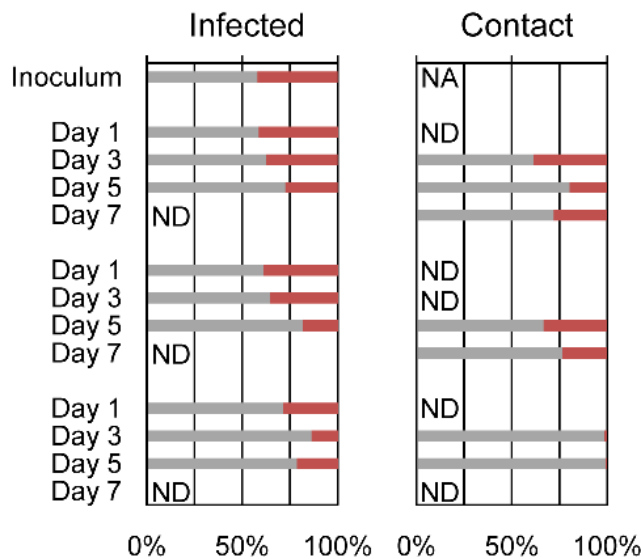 Infected Contact
Inoculum NA
Day 1 ND
Day 3
Day 5
Day 7 ND
Day 1 ND
Day 3 ND
Day 5
Day 7 ND
Day 1 ND
Day 3
Day 5
Day 7 ND ND
0% 50% 100% 0% 50% 100%